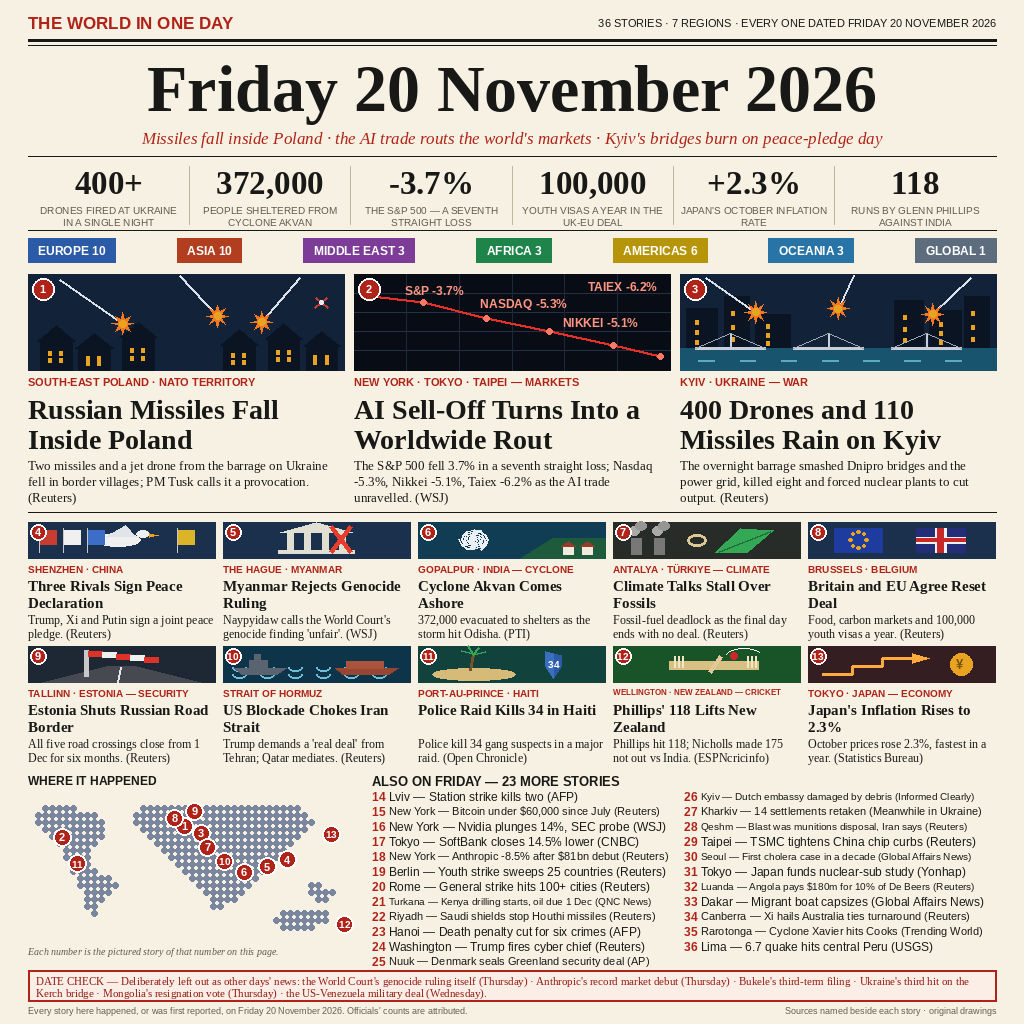 THE WORLD IN ONE DAY
36 STORIES · 7 REGIONS · EVERY ONE DATED FRIDAY 20 NOVEMBER 2026
Friday 20 November 2026
Missiles fall inside Poland · the AI trade routs the world's markets · Kyiv's bridges burn on peace-pledge day
400+
DRONES FIRED AT UKRAINE
IN A SINGLE NIGHT
372,000
PEOPLE SHELTERED FROM
CYCLONE AKVAN
-3.7%
THE S&P 500 — A SEVENTH
STRAIGHT LOSS
100,000
YOUTH VISAS A YEAR IN THE
UK-EU DEAL
+2.3%
JAPAN'S OCTOBER INFLATION
RATE
118
RUNS BY GLENN PHILLIPS
AGAINST INDIA
EUROPE 10
ASIA 10
MIDDLE EAST 3
AFRICA 3
AMERICAS 6
OCEANIA 3
GLOBAL 1
1
SOUTH-EAST POLAND · NATO TERRITORY
Russian Missiles Fall
Inside Poland
Two missiles and a jet drone from the barrage on Ukraine
fell in border villages; PM Tusk calls it a provocation.
(Reuters)
2
S&P -3.7%
NASDAQ -5.3%
TAIEX -6.2%
NIKKEI -5.1%
NEW YORK · TOKYO · TAIPEI — MARKETS
AI Sell-Off Turns Into a
Worldwide Rout
The S&P 500 fell 3.7% in a seventh straight loss; Nasdaq
-5.3%, Nikkei -5.1%, Taiex -6.2% as the AI trade
unravelled. (WSJ)
3
KYIV · UKRAINE — WAR
400 Drones and 110
Missiles Rain on Kyiv
The overnight barrage smashed Dnipro bridges and the
power grid, killed eight and forced nuclear plants to cut
output. (Reuters)
4
SHENZHEN · CHINA
Three Rivals Sign Peace
Declaration
Trump, Xi and Putin sign a joint peace
pledge. (Reuters)
5
THE HAGUE · MYANMAR
Myanmar Rejects Genocide
Ruling
Naypyidaw calls the World Court's
genocide finding 'unfair'. (WSJ)
6
GOPALPUR · INDIA — CYCLONE
Cyclone Akvan Comes
Ashore
372,000 evacuated to shelters as the
storm hit Odisha. (PTI)
7
ANTALYA · TÜRKIYE — CLIMATE
Climate Talks Stall Over
Fossils
Fossil-fuel deadlock as the final day
ends with no deal. (Reuters)
8
BRUSSELS · BELGIUM
Britain and EU Agree Reset
Deal
Food, carbon markets and 100,000
youth visas a year. (Reuters)
9
TALLINN · ESTONIA — SECURITY
Estonia Shuts Russian Road
Border
All five road crossings close from 1
Dec for six months. (Reuters)
10
STRAIT OF HORMUZ
US Blockade Chokes Iran
Strait
Trump demands a 'real deal' from
Tehran; Qatar mediates. (Reuters)
11
34
PORT-AU-PRINCE · HAITI
Police Raid Kills 34 in Haiti
Police kill 34 gang suspects in a major
raid. (Open Chronicle)
12
WELLINGTON · NEW ZEALAND — CRICKET
Phillips' 118 Lifts New
Zealand
Phillips hit 118; Nicholls made 175
not out vs India. (ESPNcricinfo)
13
¥
TOKYO · JAPAN — ECONOMY
Japan's Inflation Rises to
2.3%
October prices rose 2.3%, fastest in a
year. (Statistics Bureau)
WHERE IT HAPPENED
1
2
3
4
5
6
7
8
9
10
11
12
13
Each number is the pictured story of that number on this page.
ALSO ON FRIDAY — 23 MORE STORIES
14 Lviv — Station strike kills two (AFP)
15 New York — Bitcoin under $60,000 since July (Reuters)
16 New York — Nvidia plunges 14%, SEC probe (WSJ)
17 Tokyo — SoftBank closes 14.5% lower (CNBC)
18 New York — Anthropic -8.5% after $81bn debut (Reuters)
19 Berlin — Youth strike sweeps 25 countries (Reuters)
20 Rome — General strike hits 100+ cities (Reuters)
21 Turkana — Kenya drilling starts, oil due 1 Dec (QNC News)
22 Riyadh — Saudi shields stop Houthi missiles (Reuters)
23 Hanoi — Death penalty cut for six crimes (AFP)
24 Washington — Trump fires cyber chief (Reuters)
25 Nuuk — Denmark seals Greenland security deal (AP)
26 Kyiv — Dutch embassy damaged by debris (Informed Clearly)
27 Kharkiv — 14 settlements retaken (Meanwhile in Ukraine)
28 Qeshm — Blast was munitions disposal, Iran says (Reuters)
29 Taipei — TSMC tightens China chip curbs (Reuters)
30 Seoul — First cholera case in a decade (Global Affairs News)
31 Tokyo — Japan funds nuclear-sub study (Yonhap)
32 Luanda — Angola pays $180m for 10% of De Beers (Reuters)
33 Dakar — Migrant boat capsizes (Global Affairs News)
34 Canberra — Xi hails Australia ties turnaround (Reuters)
35 Rarotonga — Cyclone Xavier hits Cooks (Trending World)
36 Lima — 6.7 quake hits central Peru (USGS)
DATE CHECK — Deliberately left out as other days' news: the World Court's genocide ruling itself (Thursday) · Anthropic's record market debut (Thursday) · Bukele's third-term filing · Ukraine's third hit on the
Kerch bridge · Mongolia's resignation vote (Thursday) · the US-Venezuela military deal (Wednesday).
Every story here happened, or was first reported, on Friday 20 November 2026. Officials' counts are attributed.
Sources named beside each story · original drawings